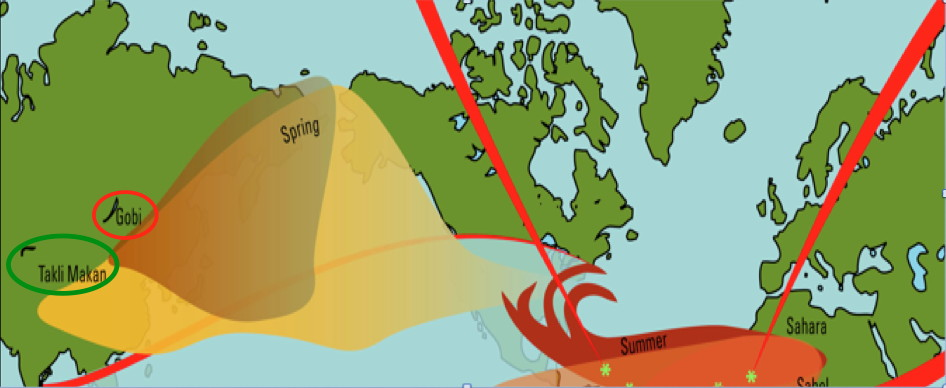 Spring
Gobi
Takli Makan
Sahara
Summer
Sahel